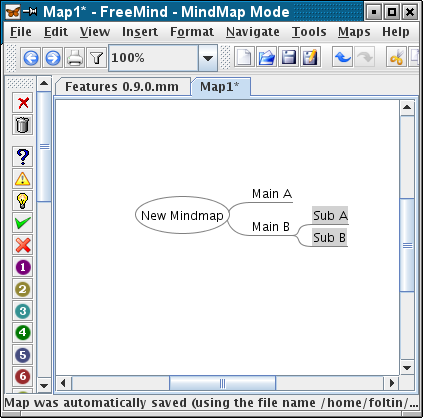 Map1* - FreeMind - MindMap Mode
File Edit View Insert Format Navigate Tools Maps Help
100%
Features 0.9.0.mm Map1*
Main A
New Mindmap
Main B
Sub A
Sub B
1
2
3
4
5
6
Map was automatically saved (using the file name /home/foltin/...